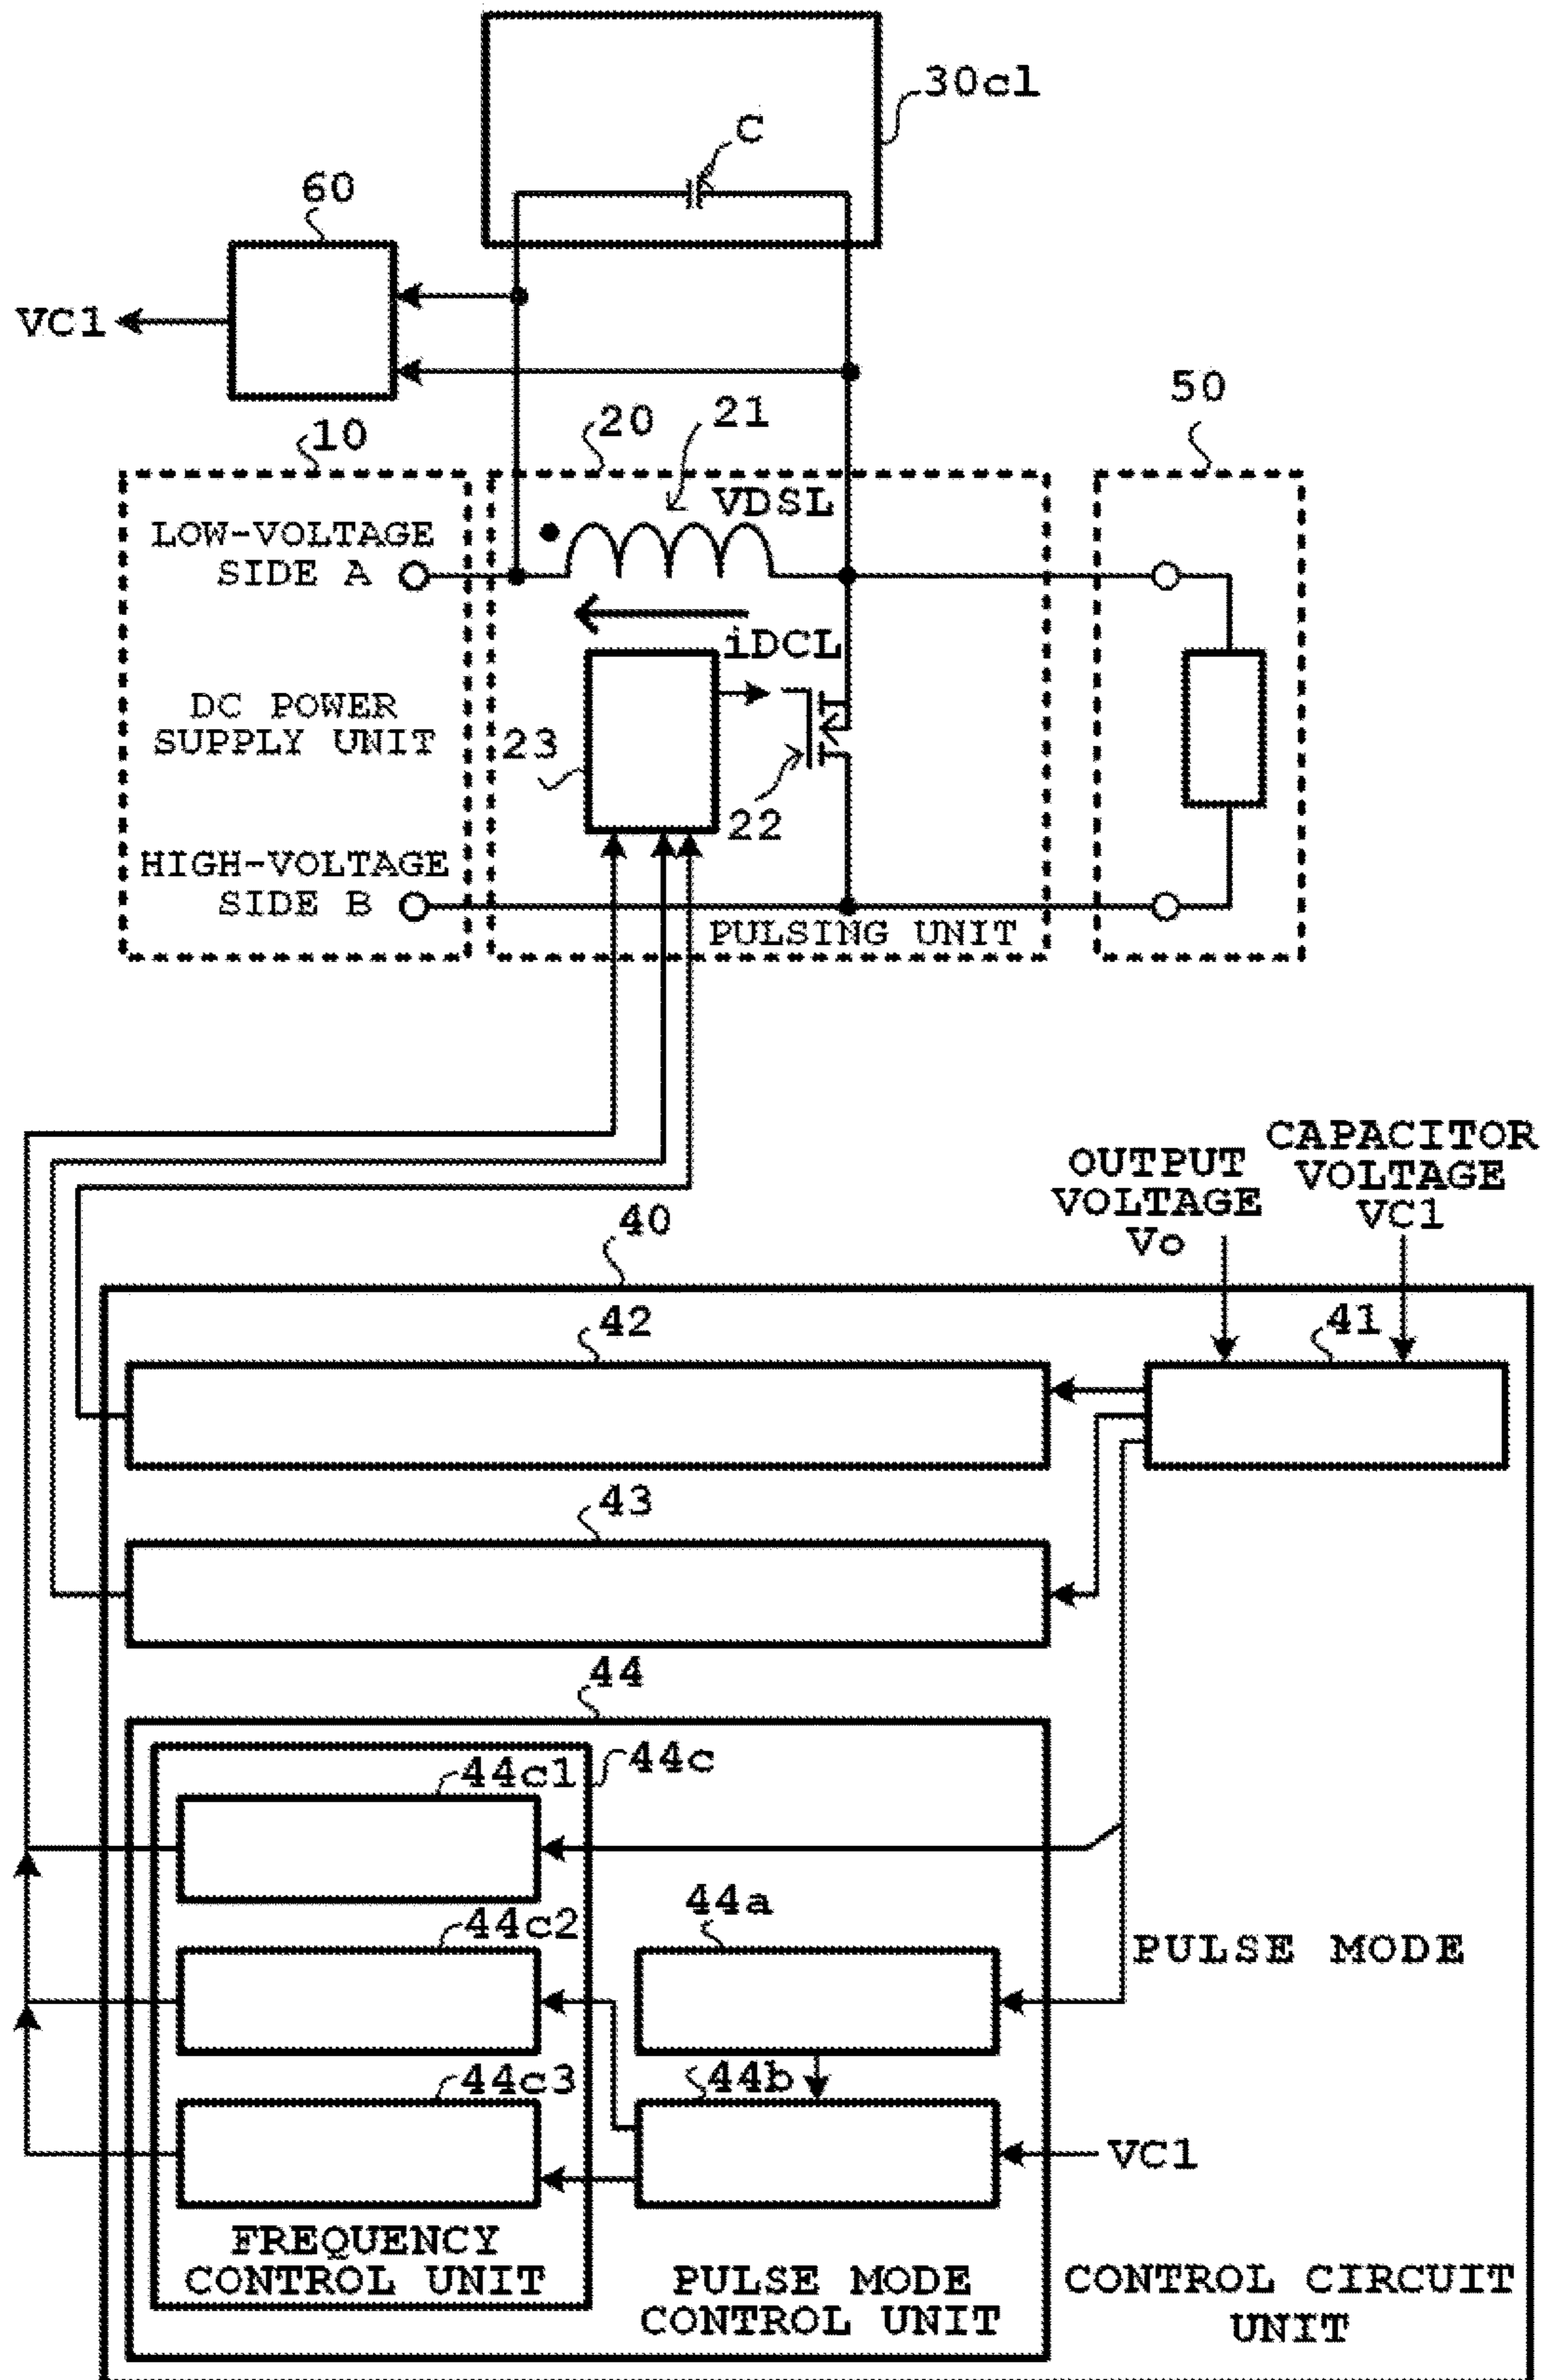 30cl
C
60
VC1
50
10
20
21
VDSL
LOW-VOLTAGE
SIDE A
iDCL
DC POWER
SUPPLY UNIT
23
22
HIGH-VOLTAGE
SIDE B
PULSING UNIT
CAPACITOR
VOLTAGE
VC1
OUTPUT
VOLTAGE
Vo
40
42
41
43
44
44c
44c1
44a
44c2
PULSE MODE
44c3
44b
VC1
FREQUENCY
CONTROL UNIT
PULSE MODE
CONTROL UNIT
CONTROL CIRCUIT
UNIT